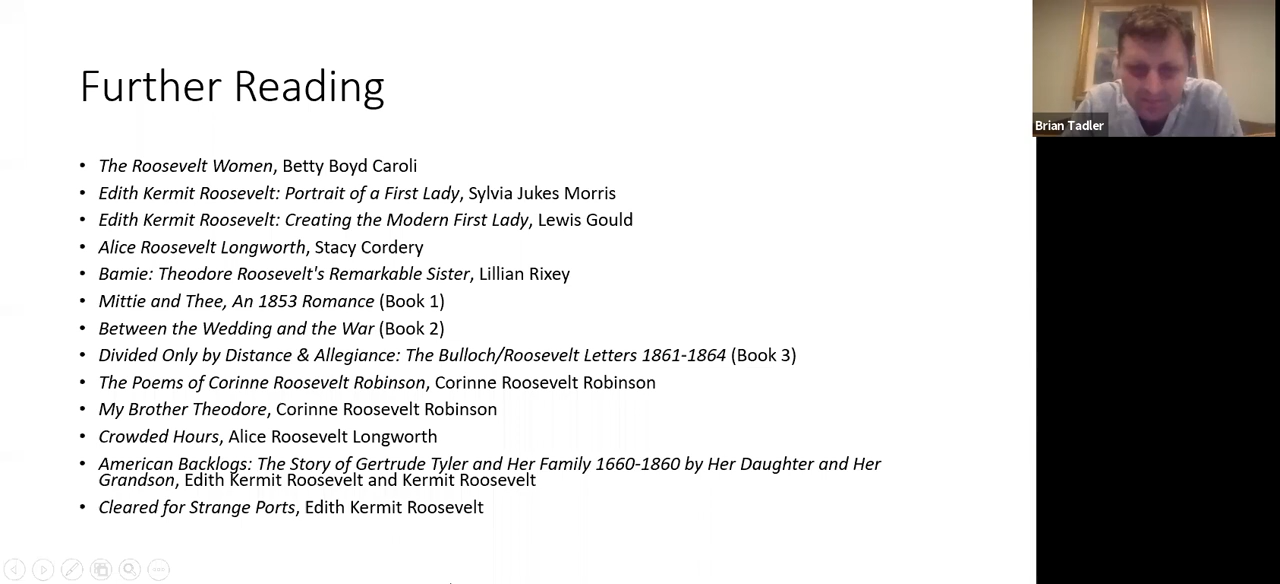 Further Reading
• The Roosevelt Women, Betty Boyd Caroli
• Edith Kermit Roosevelt: Portrait of a First Lady, Sylvia Jukes Morris
• Edith Kermit Roosevelt: Creating the Modern First Lady, Lewis Gould
• Alice Roosevelt Longworth, Stacy Cordery
• Bamie: Theodore Roosevelt's Remarkable Sister, Lillian Rixey
• Mittie and Thee, An 1853 Romance (Book 1)
• Between the Wedding and the War (Book 2)
• Divided Only by Distance & Allegiance: The Bulloch/Roosevelt Letters 1861-1864 (Book 3)
• The Poems of Corinne Roosevelt Robinson, Corinne Roosevelt Robinson
• My Brother Theodore, Corinne Roosevelt Robinson
• Crowded Hours, Alice Roosevelt Longworth
• American Backlogs: The Story of Gertrude Tyler and Her Family 1660-1860 by Her Daughter and Her
Grandson, Edith Kermit Roosevelt and Kermit Roosevelt
• Cleared for Strange Ports, Edith Kermit Roosevelt
Brian Tadler